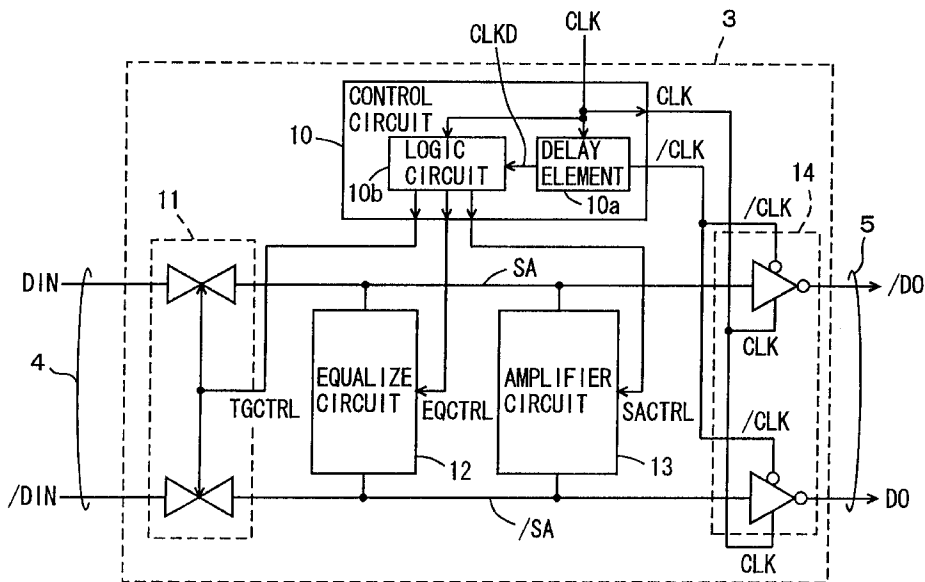 3
CLKD
CLK
CONTROL
CIRCUIT
CLK
10
LOGIC
CIRCUIT
DELAY
ELEMENT
/CLK
10b
10a
11
/CLK
14
5
DIN
SA
/DO
CLK
4
EQUALIZE
CIRCUIT
AMPLIFIER
CIRCUIT
TGCTRL
EQCTRL
SACTRL
/CLK
12
13
/DIN
DO
/SA
CLK